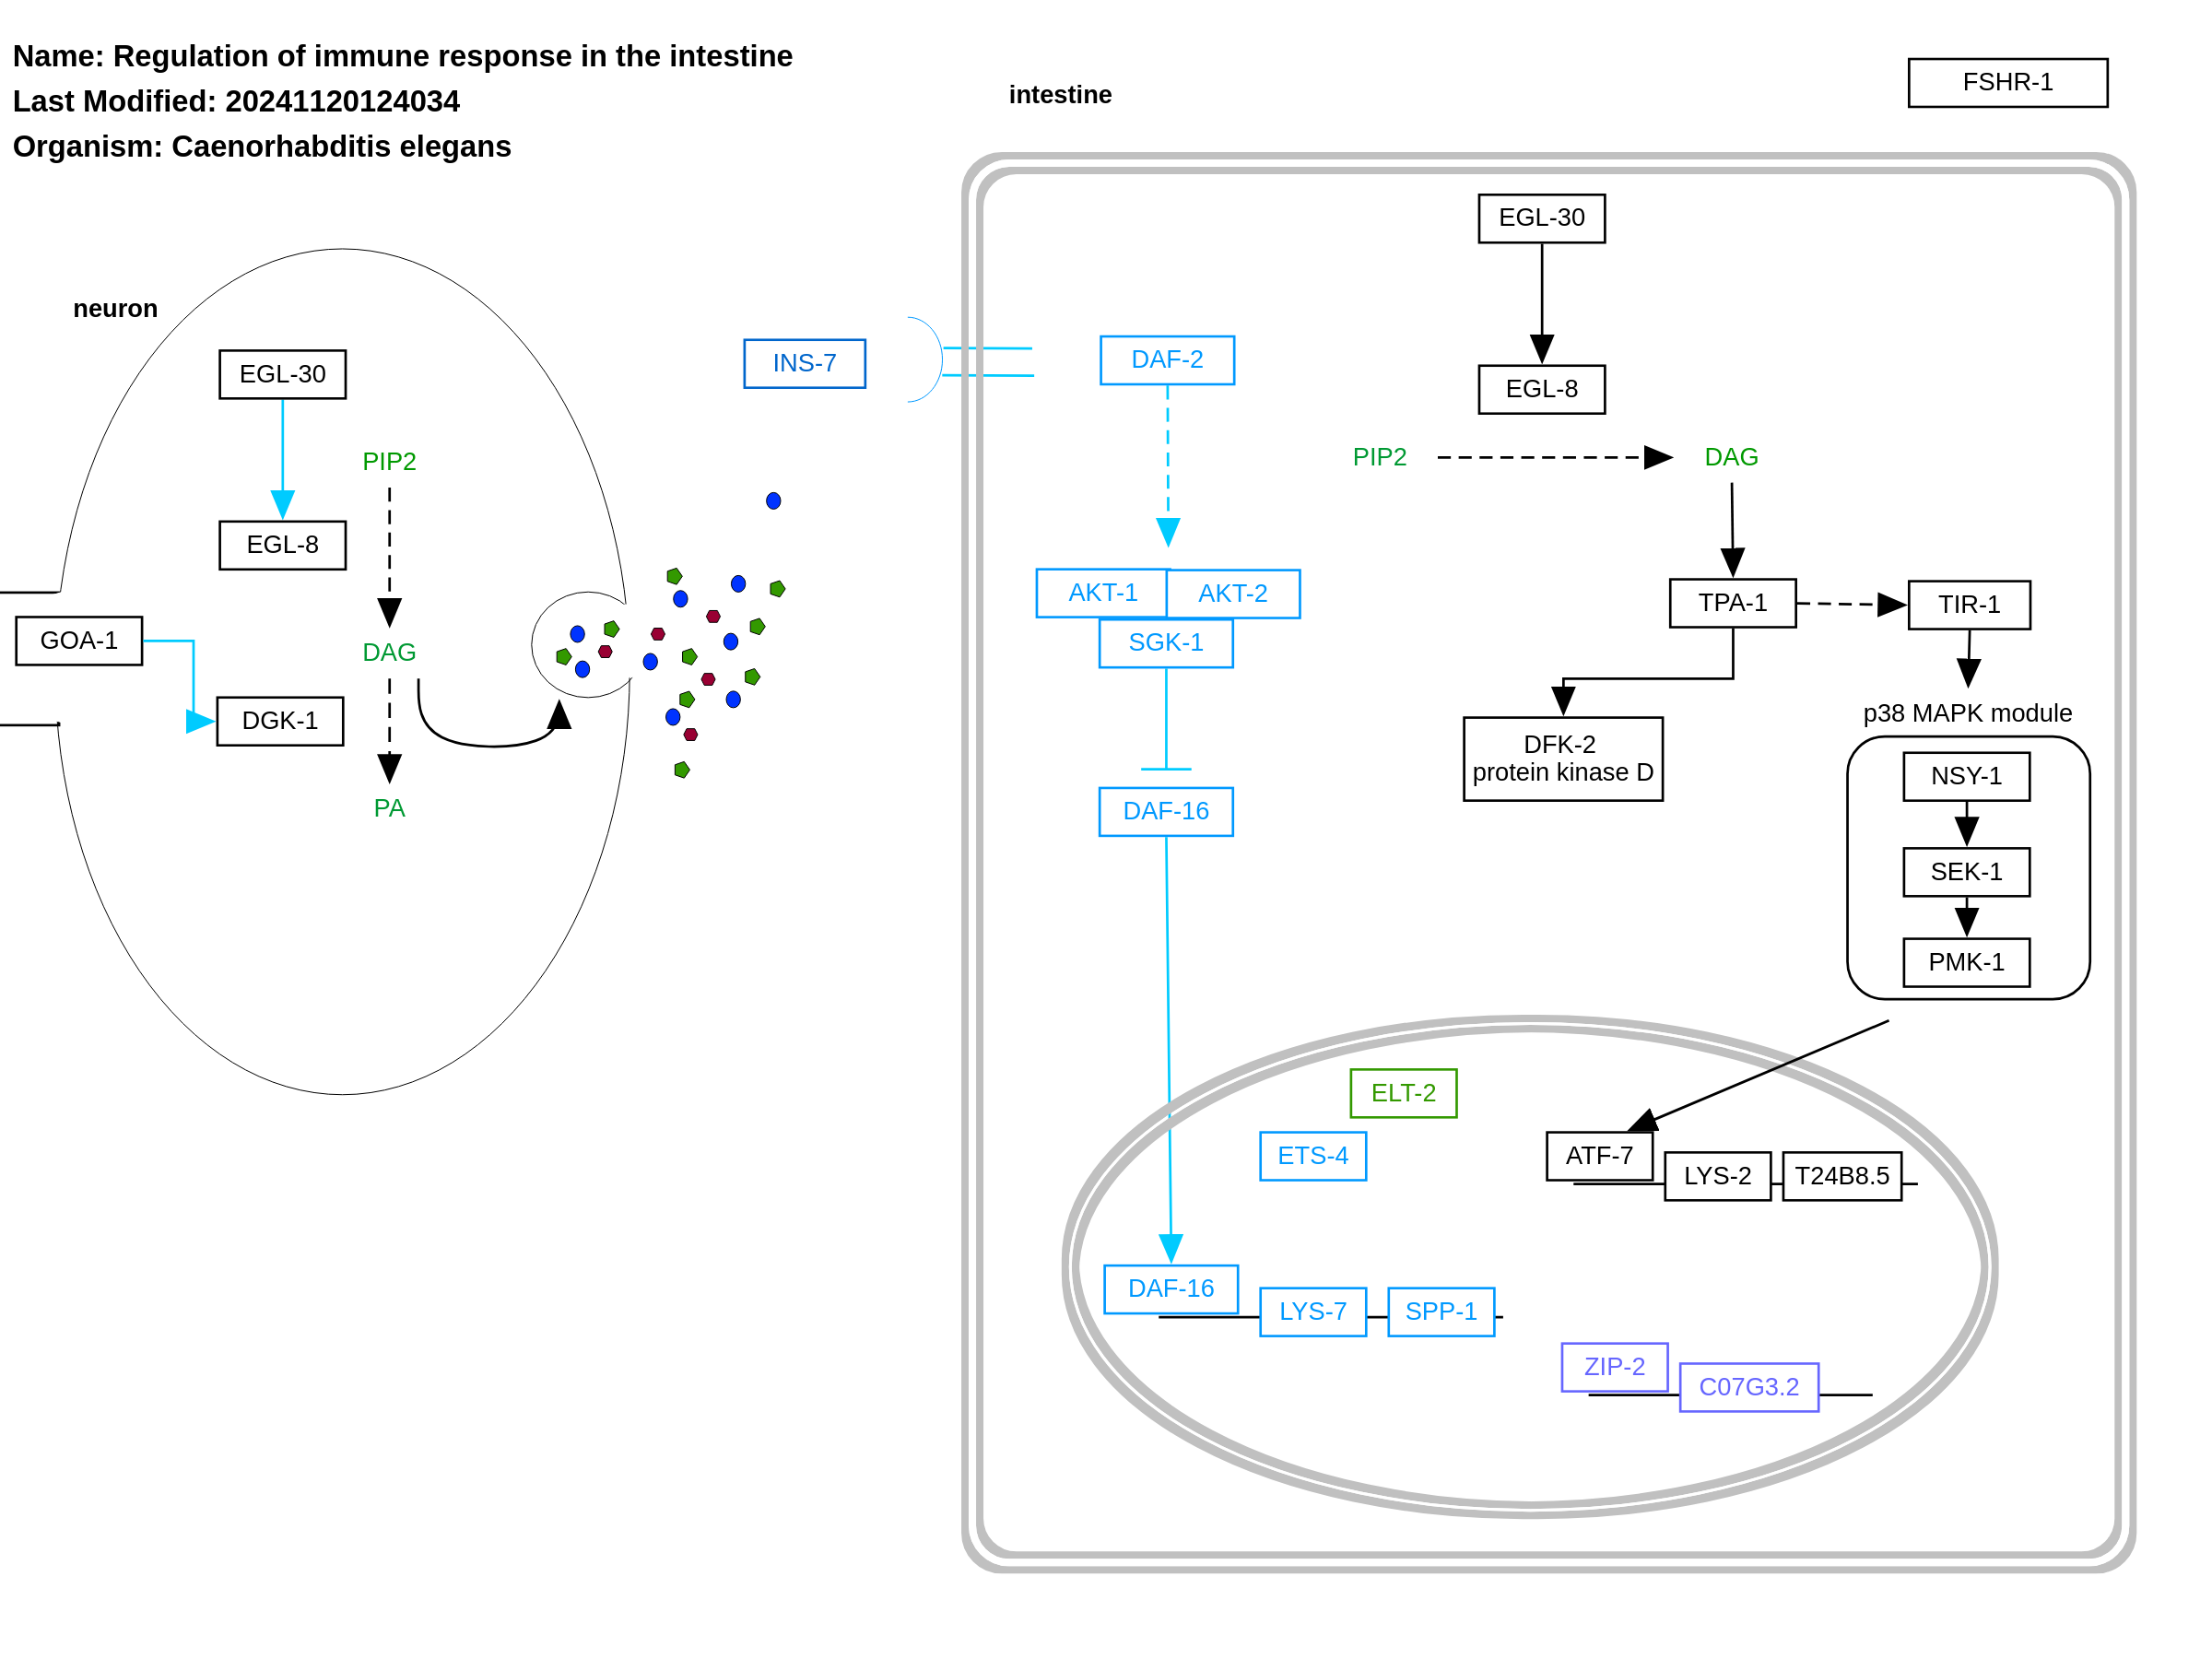 Name: Regulation of immune response in the intestine
Last Modified: 20241120124034
Organism: Caenorhabditis elegans
intestine
FSHR-1
neuron
EGL-30
EGL-8
PIP2
DAG
PA
GOA-1
DGK-1
INS-7
DAF-2
AKT-1
AKT-2
SGK-1
DAF-16
EGL-30
EGL-8
PIP2
DAG
TPA-1
TIR-1
DFK-2
protein kinase D
p38 MAPK module
NSY-1
SEK-1
PMK-1
ELT-2
ETS-4
ATF-7
LYS-2
T24B8.5
DAF-16
LYS-7
SPP-1
ZIP-2
C07G3.2